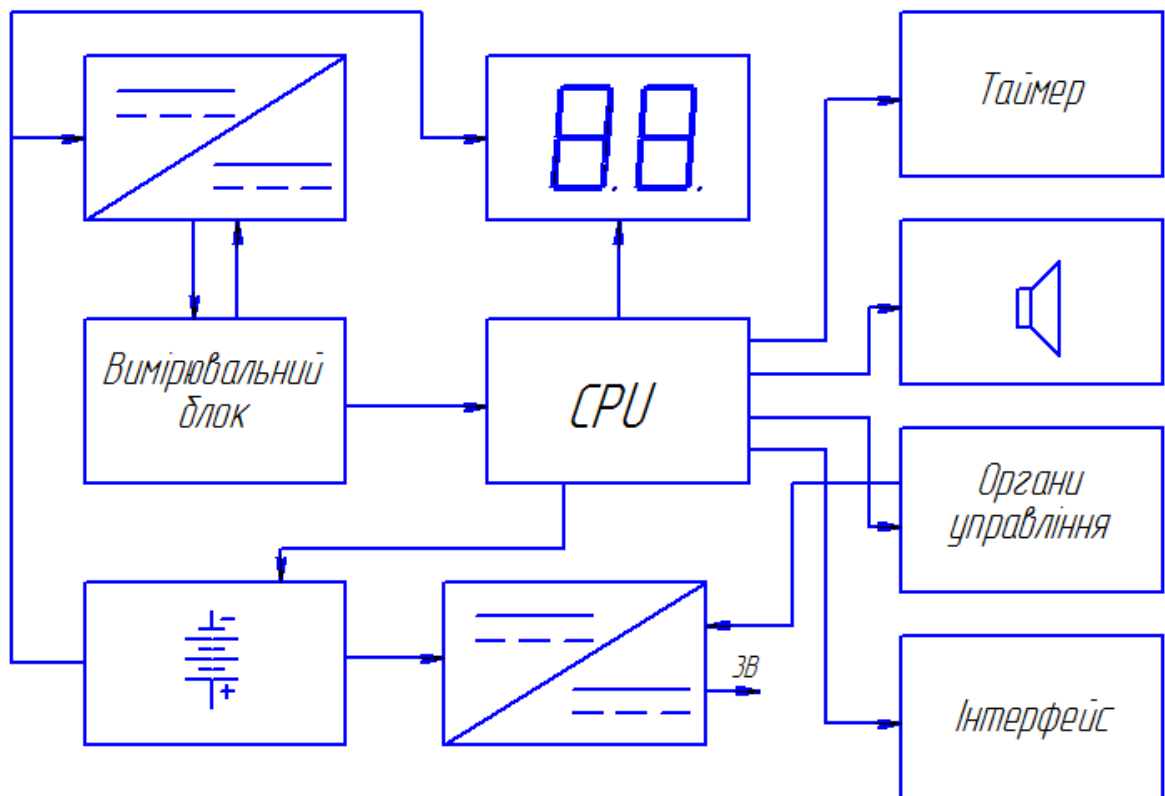 Таймер
8.8.
Вимірювальний
блок
CPU
Органи
управління
-
+
3В
Інтерфейс